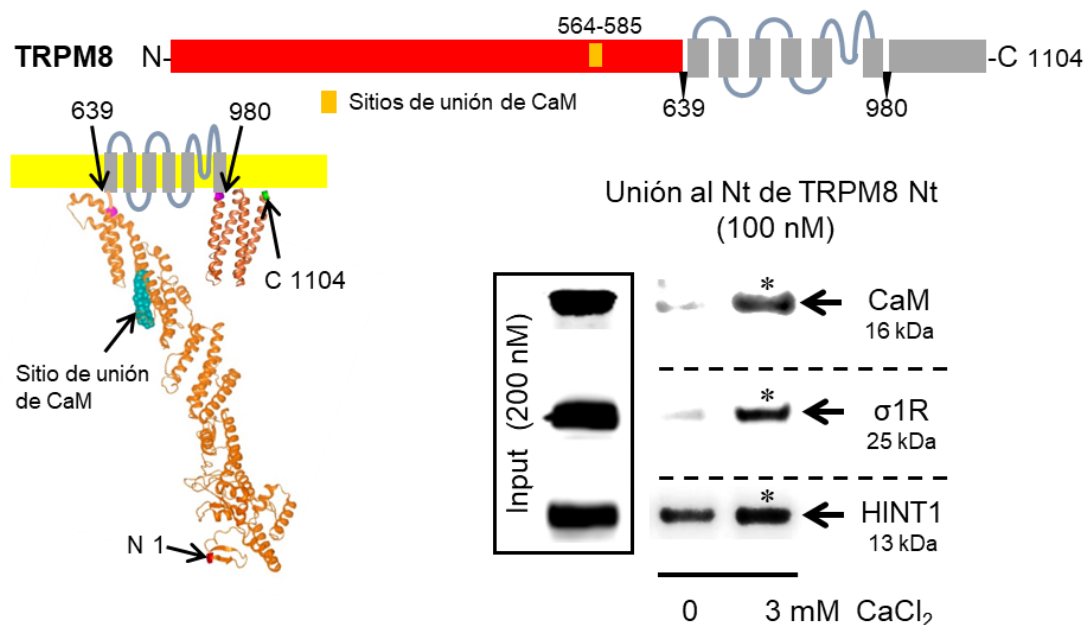 564-585
TRPM8 N- -C 1104
639 980
Sitios de unión de CaM
639 980
C 1104
Sitio de unión
de CaM
N 1
Unión al Nt de TRPM8 Nt
(100 nM)
Input (200 nM)
*
CaM
16 kDa
*
σ1R
25 kDa
*
HINT1
13 kDa
0 3 mM CaCl₂